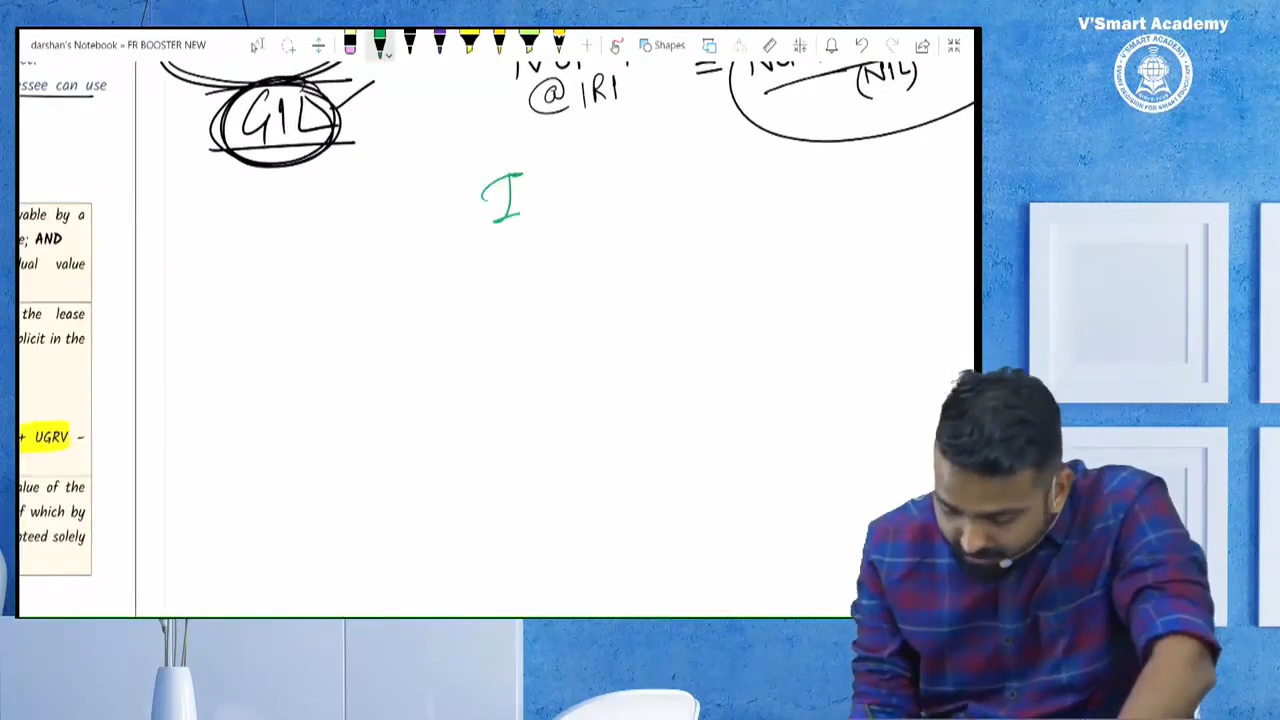 V'Smart Academy
darshan's Notebook » FR BOOSTER NEW
Shapes
ssee can use
GIL
@ IRI
=
(NIL)
I
vable by a
e; AND
dual value
the lease
plicit in the
+ UGRV -
alue of the
f which by
nteed solely